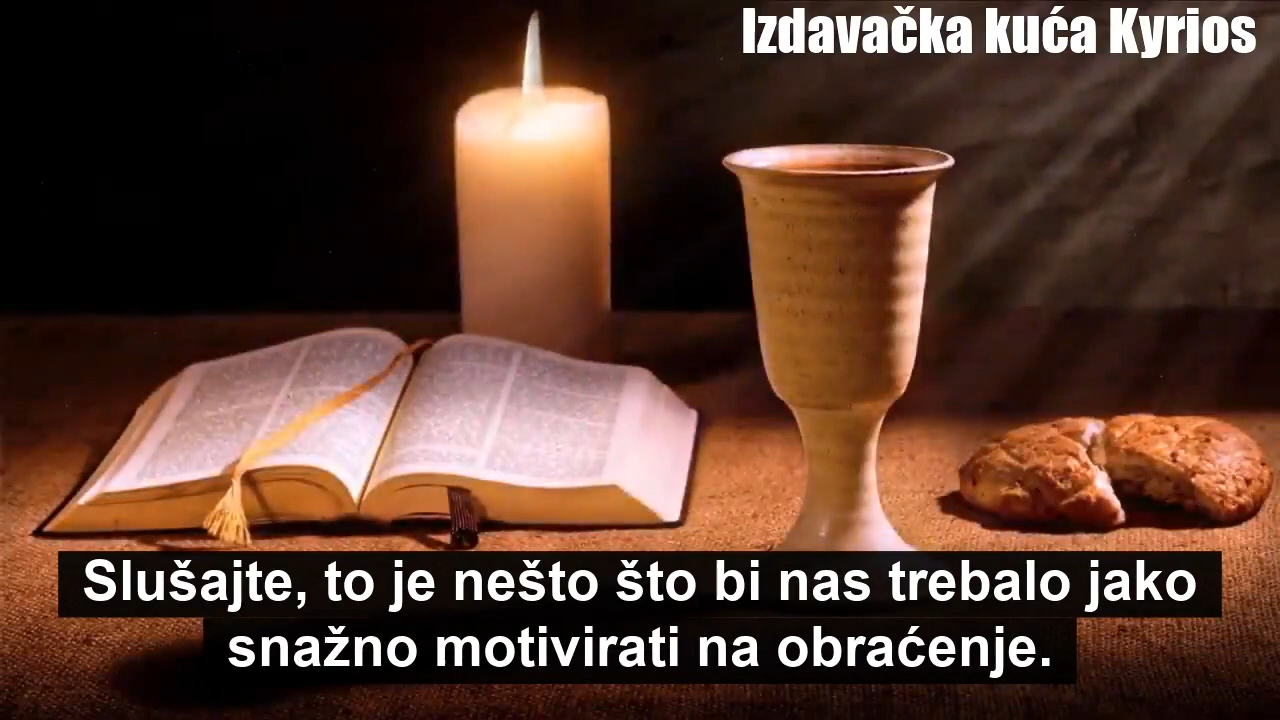 Izdavačka kuća Kyrios
Slušajte, to je nešto što bi nas trebalo jako
snažno motivirati na obraćenje.